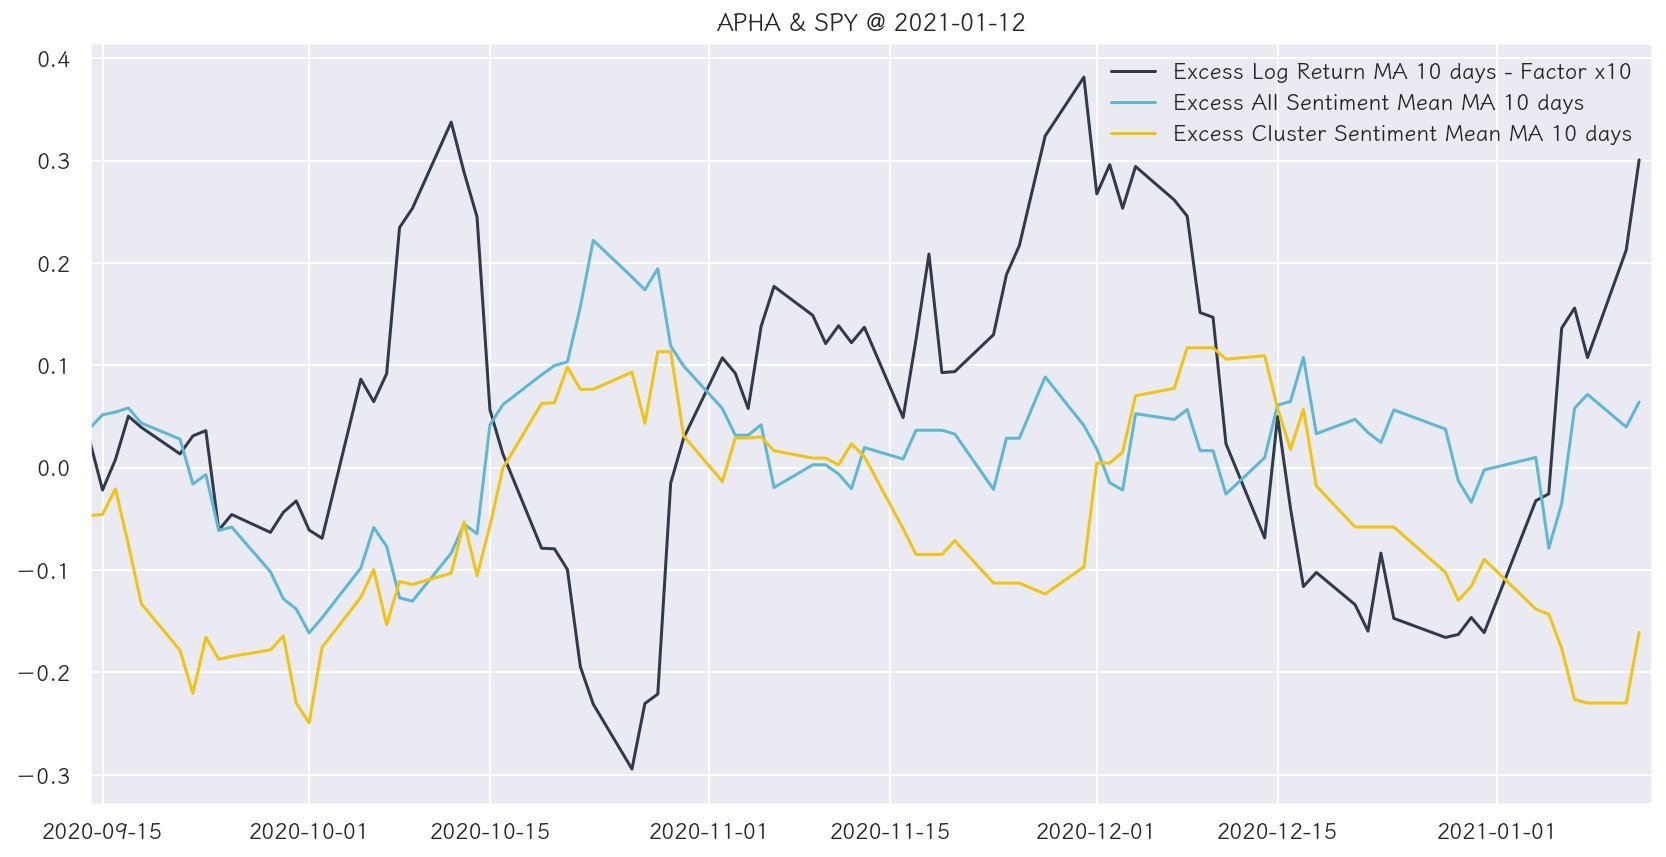 APHA & SPY @ 2021-01-12
0.4
0.3
0.2
0.1
0.0
−0.1
−0.2
−0.3
Excess Log Return MA 10 days - Factor x10
Excess All Sentiment Mean MA 10 days
Excess Cluster Sentiment Mean MA 10 days
2020-09-15 2020-10-01 2020-10-15 2020-11-01 2020-11-15 2020-12-01 2020-12-15 2021-01-01